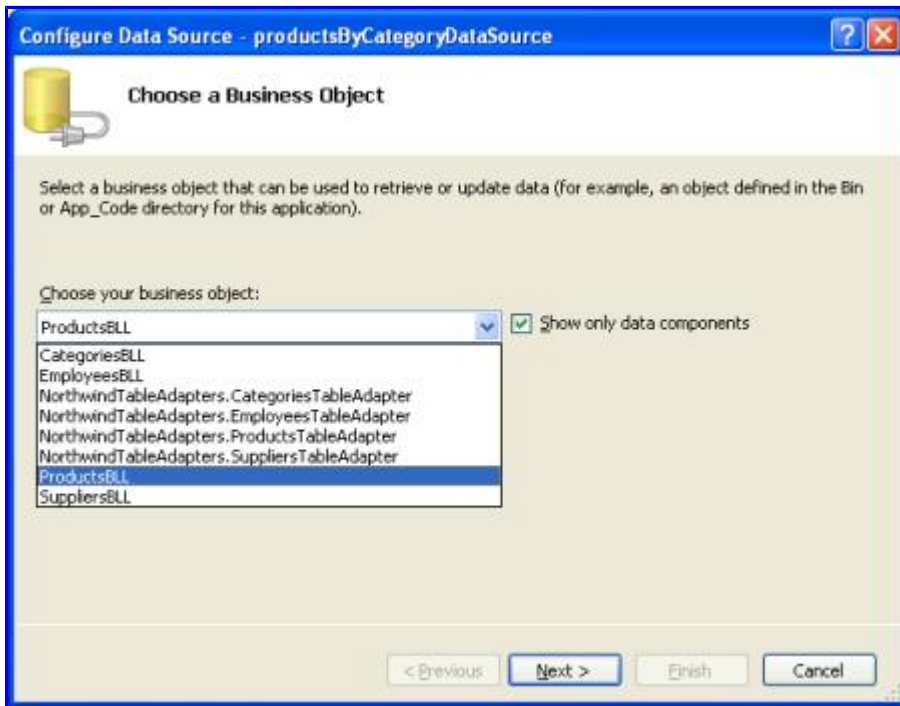 Configure Data Source - productsByCategoryDataSource
Choose a Business Object
Select a business object that can be used to retrieve or update data (for example, an object defined in the Bin
or App_Code directory for this application).
Choose your business object:
ProductsBLL
Show only data components
CategoriesBLL
EmployeesBLL
NorthwindTableAdapters.CategoriesTableAdapter
NorthwindTableAdapters.EmployeesTableAdapter
NorthwindTableAdapters.ProductsTableAdapter
NorthwindTableAdapters.SuppliersTableAdapter
ProductsBLL
SuppliersBLL
< Previous
Next >
Finish
Cancel